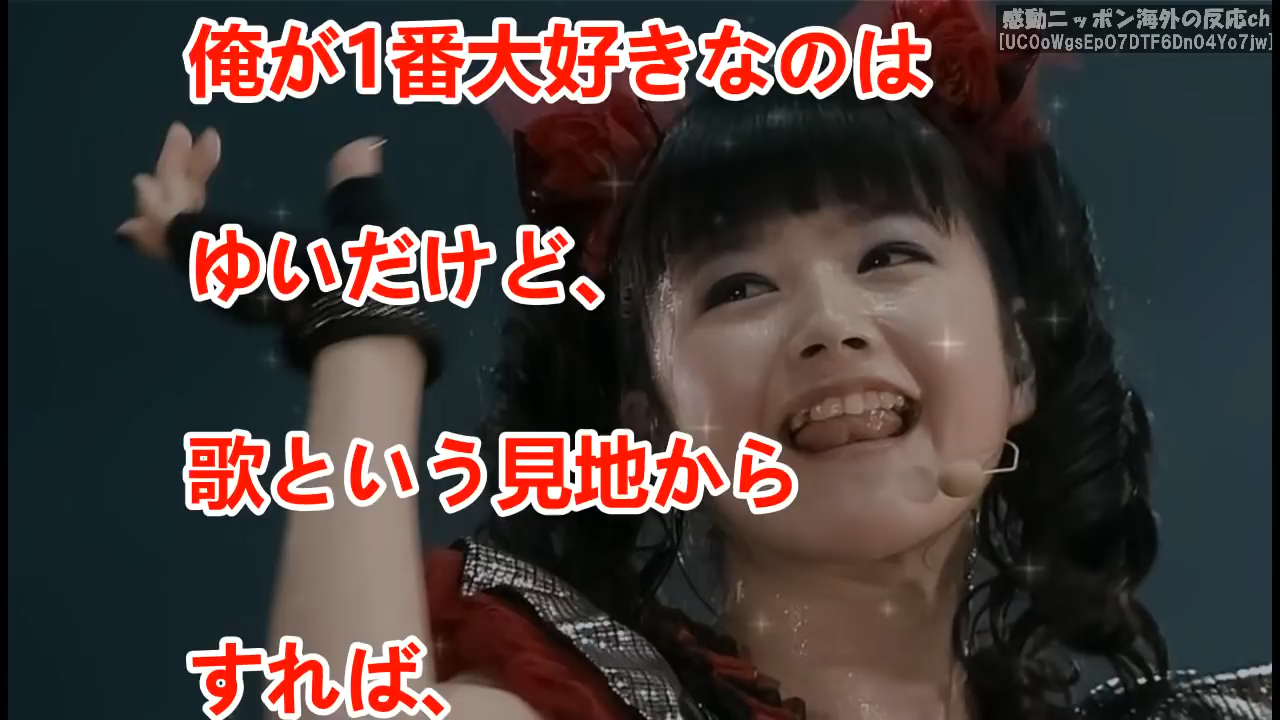 感動ニッポン海外の反応ch
[UCOoWgsEpO7DTF6DnO4Yo7jw]
俺が1番大好きなのは
ゆいだけど、
歌という見地から
すれば、